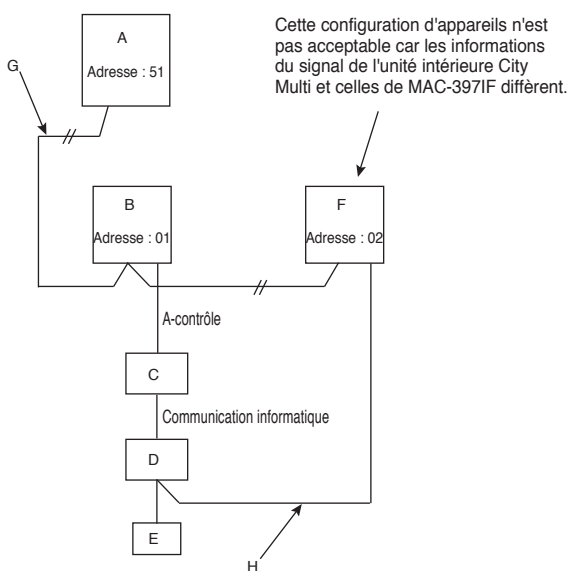 A
Adresse : 51
G
Cette configuration d'appareils n'est
pas acceptable car les informations
du signal de l'unité intérieure City
Multi et celles de MAC-397IF diffèrent.
B
Adresse : 01
F
Adresse : 02
A-contrôle
C
Communication informatique
D
E
H